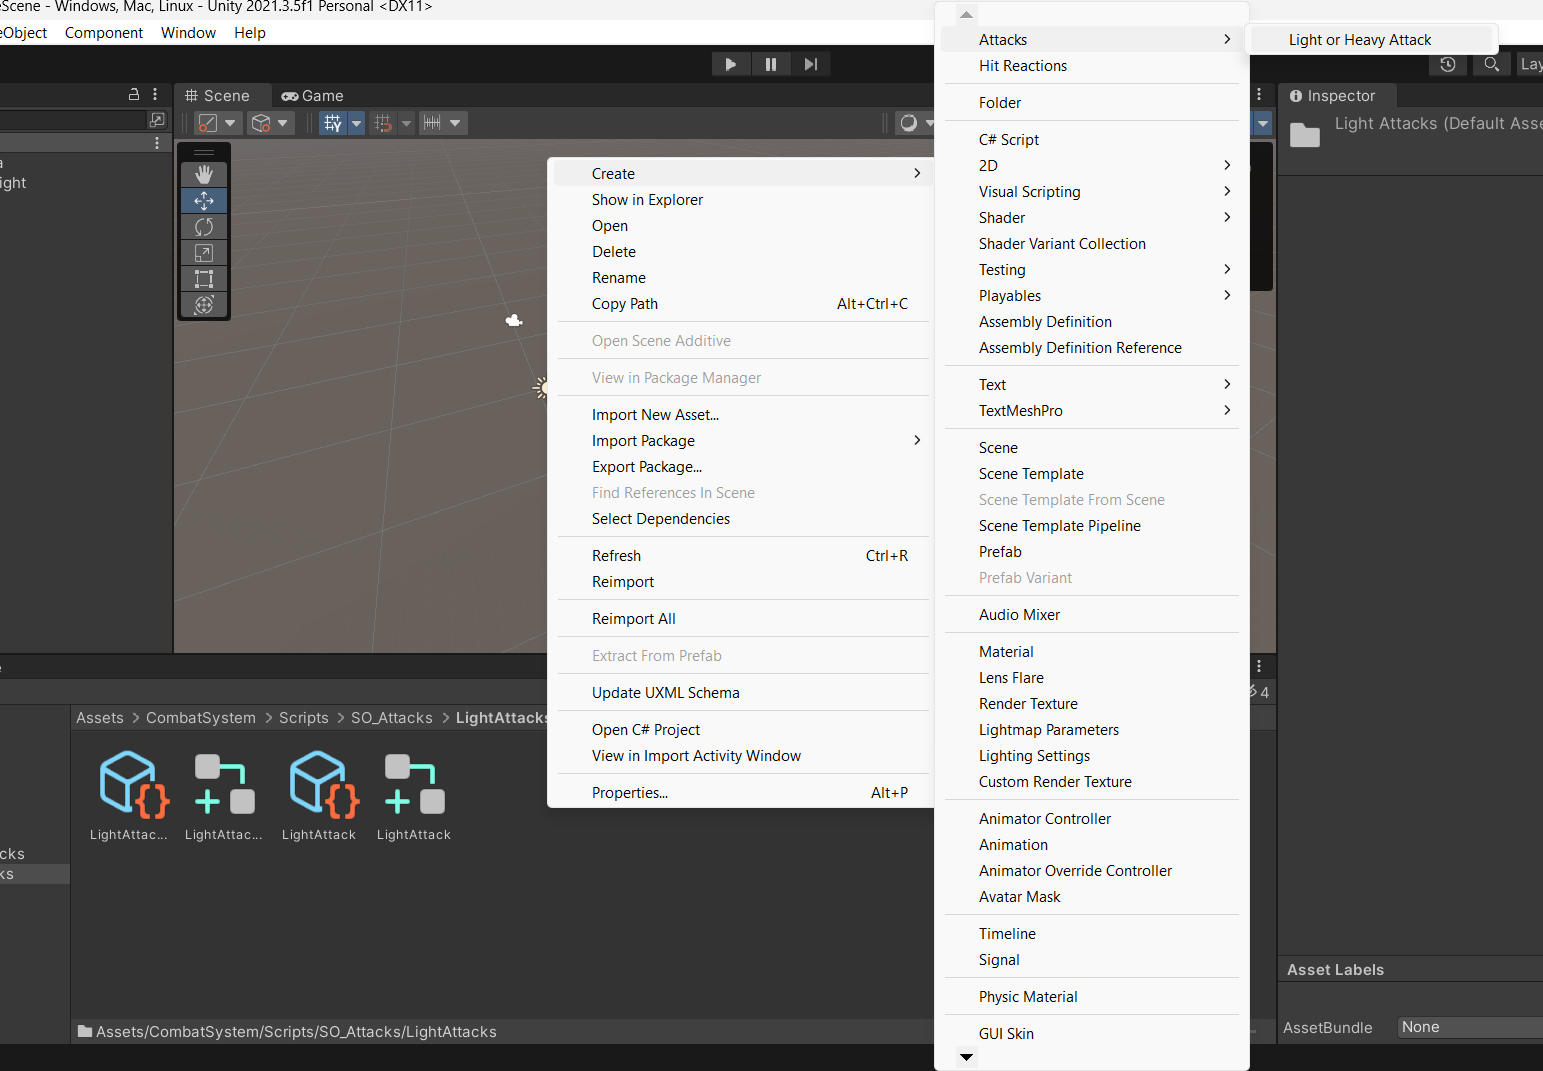 eScene - Windows, Mac, Linux - Unity 2021.3.5f1 Personal <DX11>
eObject Component Window Help
Scene Game
Inspector
Light Attacks (Default Asse
Lay
ight
Create
Show in Explorer
Open
Delete
Rename
Copy Path Alt+Ctrl+C
Open Scene Additive
View in Package Manager
Import New Asset...
Import Package
Export Package...
Find References In Scene
Select Dependencies
Refresh Ctrl+R
Reimport
Reimport All
Extract From Prefab
Update UXML Schema
Open C# Project
View in Import Activity Window
Properties... Alt+P
Attacks
Hit Reactions
Folder
C# Script
2D
Visual Scripting
Shader
Shader Variant Collection
Testing
Playables
Assembly Definition
Assembly Definition Reference
Text
TextMeshPro
Scene
Scene Template
Scene Template From Scene
Scene Template Pipeline
Prefab
Prefab Variant
Audio Mixer
Material
Lens Flare
Render Texture
Lightmap Parameters
Lighting Settings
Custom Render Texture
Animator Controller
Animation
Animator Override Controller
Avatar Mask
Timeline
Signal
Physic Material
GUI Skin
Light or Heavy Attack
4
Assets > CombatSystem > Scripts > SO_Attacks > LightAttacks
LightAttac... LightAttac... LightAttack LightAttack
cks
ks
Assets/CombatSystem/Scripts/SO_Attacks/LightAttacks
Asset Labels
AssetBundle None